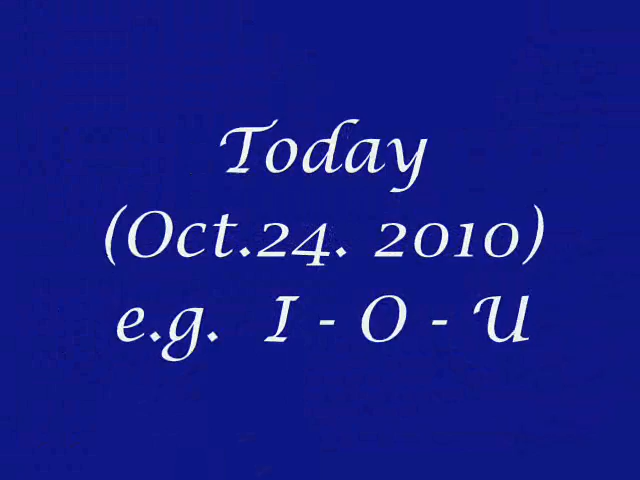 Today
(Oct.24. 2010)
e.g. I - O - U